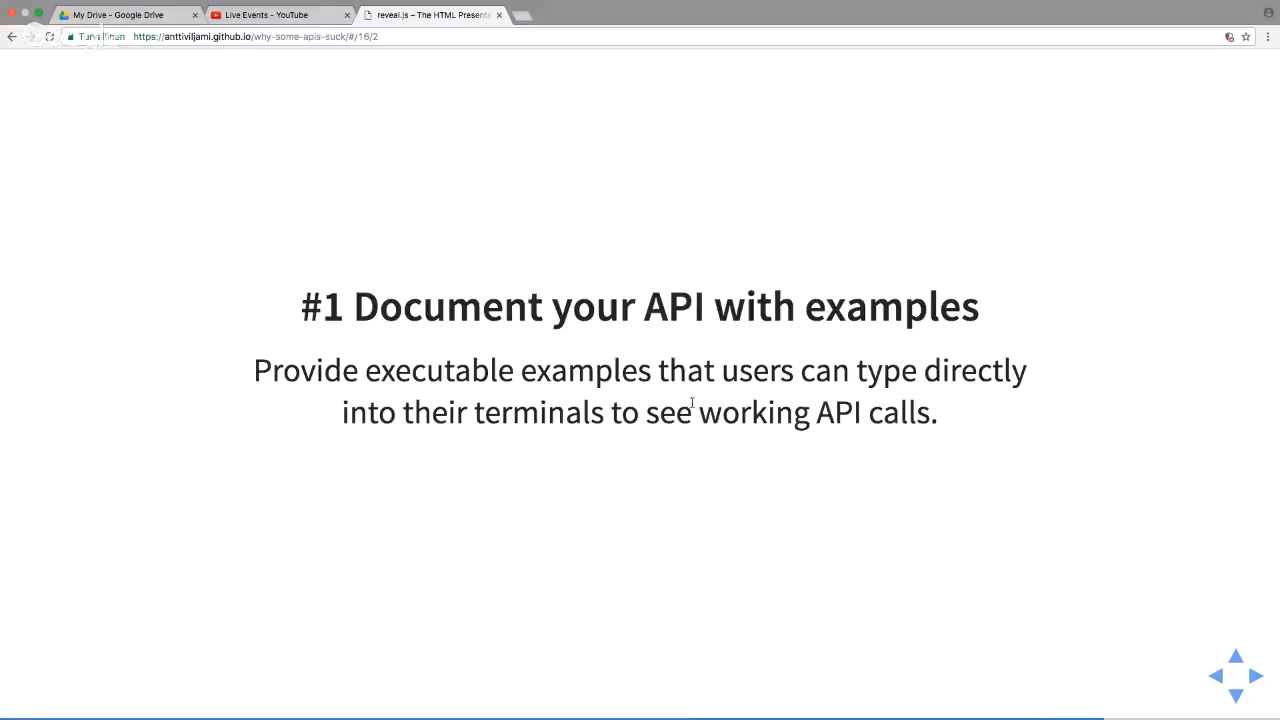 My Drive - Google Drive
Live Events - YouTube
reveal.js – The HTML Presenta
https://anttiviljami.github.io/why-some-apis-suck/#/16/2
#1 Document your API with examples
Provide executable examples that users can type directly
into their terminals to see working API calls.